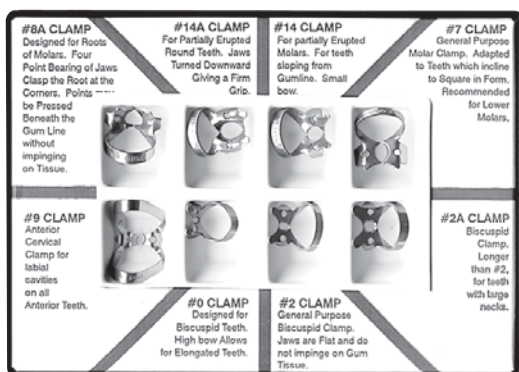 #8A CLAMP
Designed for Roots
of Molars. Four
Point Bearing of Jaws
Clasp the Root at the
Corners. Points may
be Pressed
Beneath the
Gum Line
without
impinging
on Tissue.
#14A CLAMP
For Partially Erupted
Round Teeth. Jaws
Turned Downward
Giving a Firm
Grip.
#14 CLAMP
For partially Erupted
Molars. For teeth
sloping from
Gumline. Small
bow.
#7 CLAMP
General Purpose
Molar Clamp. Adapted
to Teeth which incline
to Square in Form.
Recommended
for Lower
Molars.
#9 CLAMP
Anterior
Cervical
Clamp for
labial
cavities
on all
Anterior Teeth.
#0 CLAMP
Designed for
Biscuspid Teeth.
High bow Allows
for Elongated Teeth.
#2 CLAMP
General Purpose
Biscuspid Clamp.
Jaws are Flat and do
not impinge on Gum
Tissue.
#2A CLAMP
Biscuspid
Clamp.
Longer
than #2,
for teeth
with large
necks.